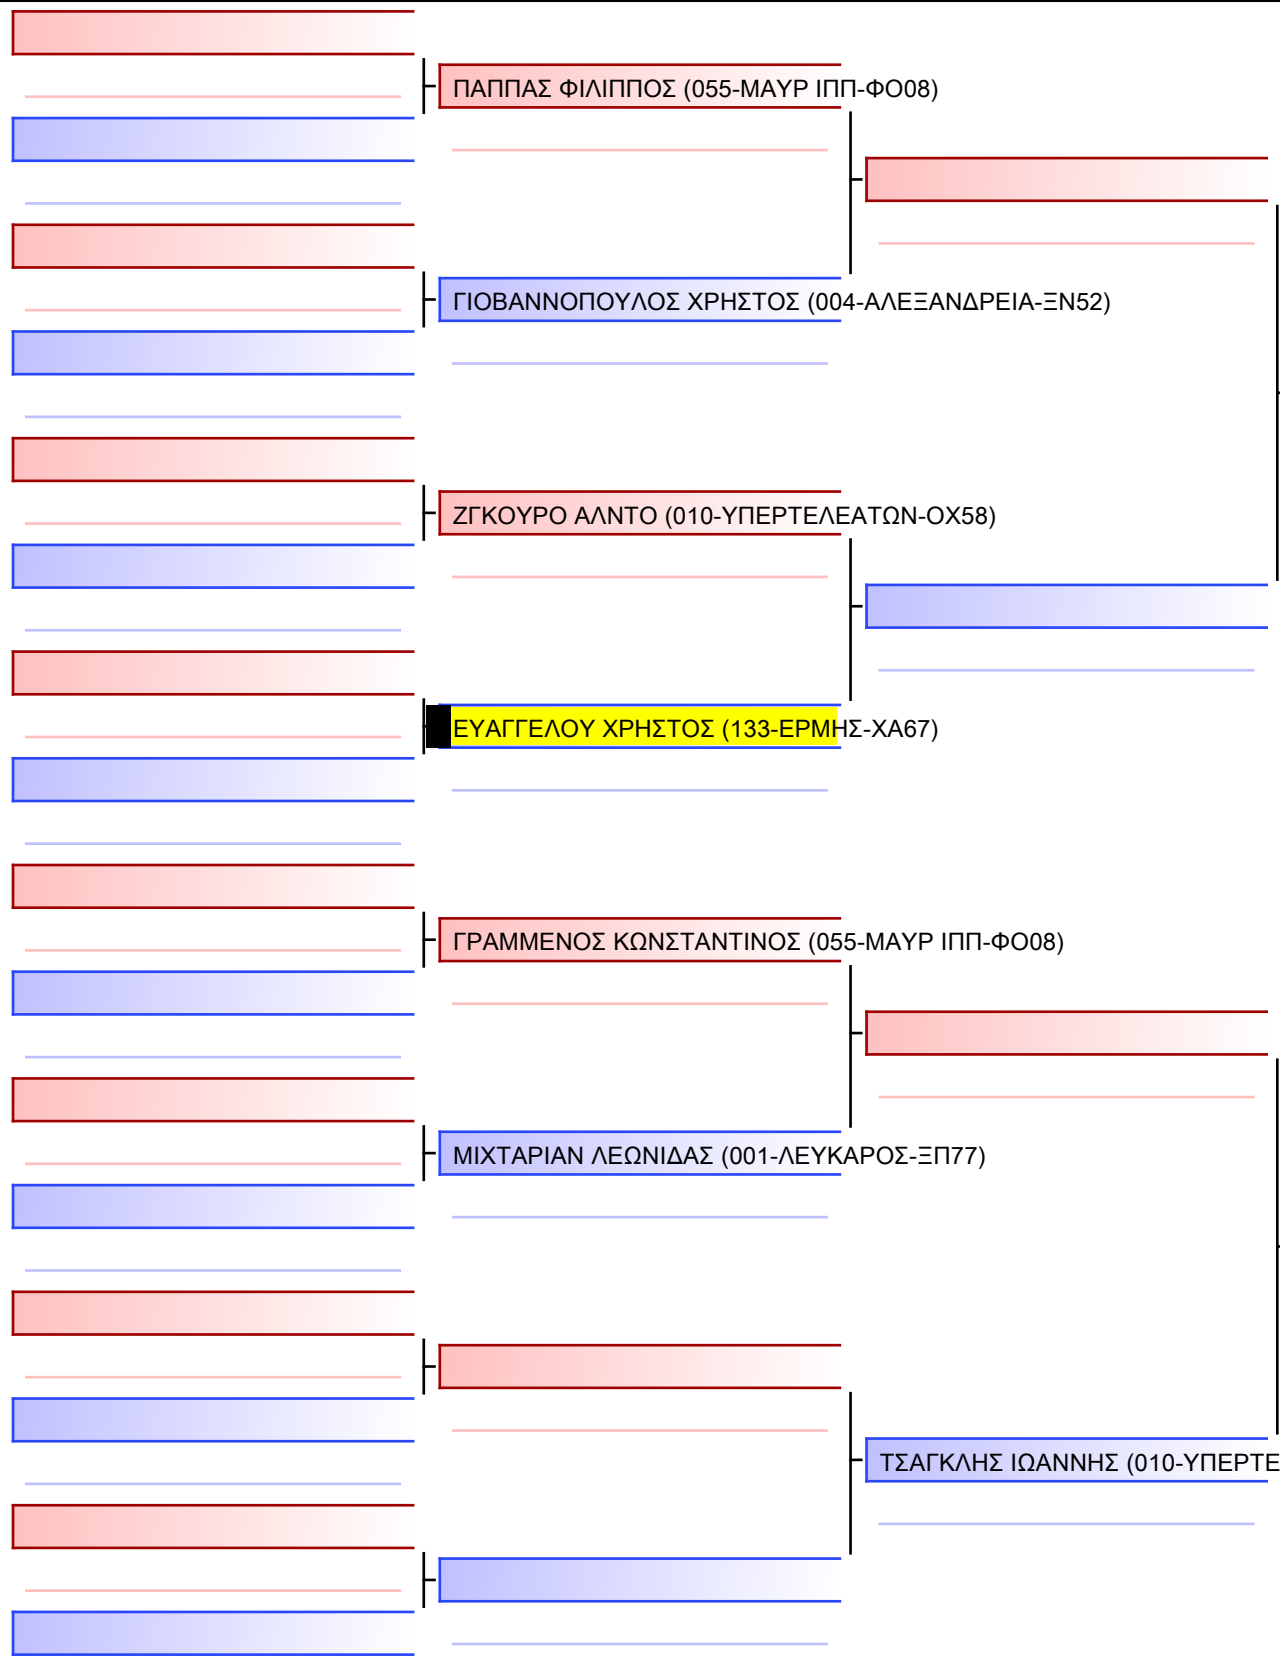 ΠΑΠΠΑΣ ΦΙΛΙΠΠΟΣ (055-ΜΑΥΡ ΙΠΠ-ΦΟ08)
ΓΙΟΒΑΝΝΟΠΟΥΛΟΣ ΧΡΗΣΤΟΣ (004-ΑΛΕΞΑΝΔΡΕΙΑ-ΞΝ52)
ΖΓΚΟΥΡΟ ΑΛΝΤΟ (010-ΥΠΕΡΤΕΛΕΑΤΩΝ-ΟΧ58)
ΕΥΑΓΓΕΛΟΥ ΧΡΗΣΤΟΣ (133-ΕΡΜΗΣ-ΧΑ67)
ΓΡΑΜΜΕΝΟΣ ΚΩΝΣΤΑΝΤΙΝΟΣ (055-ΜΑΥΡ ΙΠΠ-ΦΟ08)
ΜΙΧΤΑΡΙΑΝ ΛΕΩΝΙΔΑΣ (001-ΛΕΥΚΑΡΟΣ-ΞΠ77)
ΤΣΑΓΚΛΗΣ ΙΩΑΝΝΗΣ (010-ΥΠΕΡΤΕ